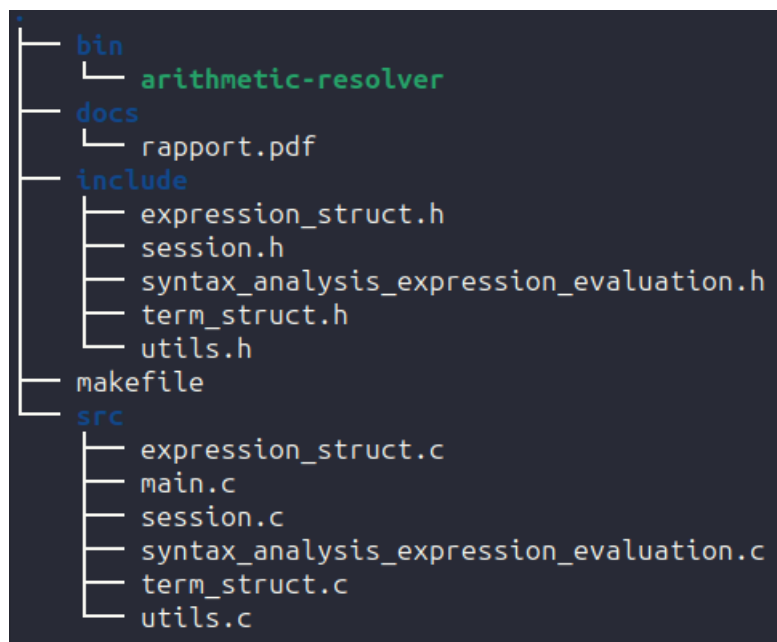 .
bin
arithmetic-resolver
docs
rapport.pdf
include
expression_struct.h
session.h
syntax_analysis_expression_evaluation.h
term_struct.h
utils.h
makefile
src
expression_struct.c
main.c
session.c
syntax_analysis_expression_evaluation.c
term_struct.c
utils.c